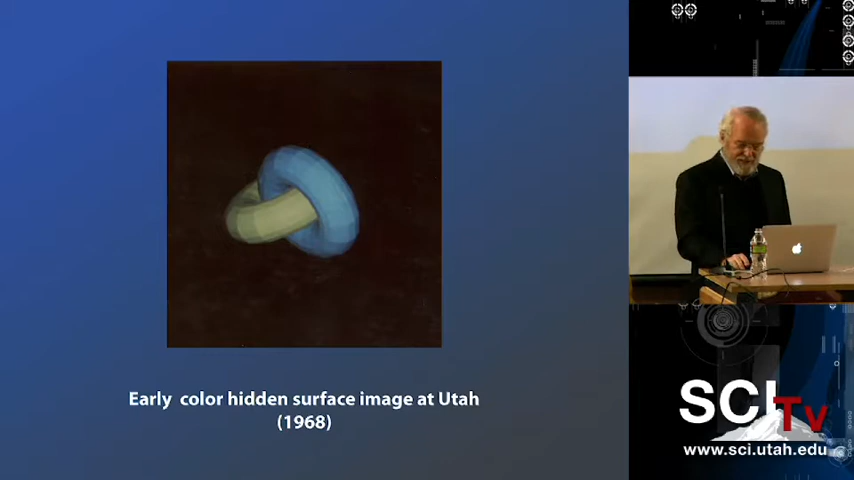 Early color hidden surface image at Utah
(1968)
SCI
TV
www.sci.utah.edu